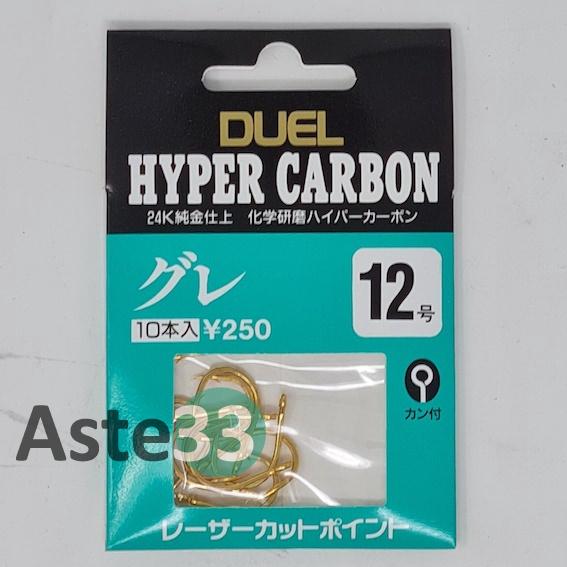 DUEL
HYPER CARBON
24K純金仕上 化学研磨ハイパーカーボン
グレ
12号
10本入 ¥250
カン付
Aste33
レーザーカットポイント